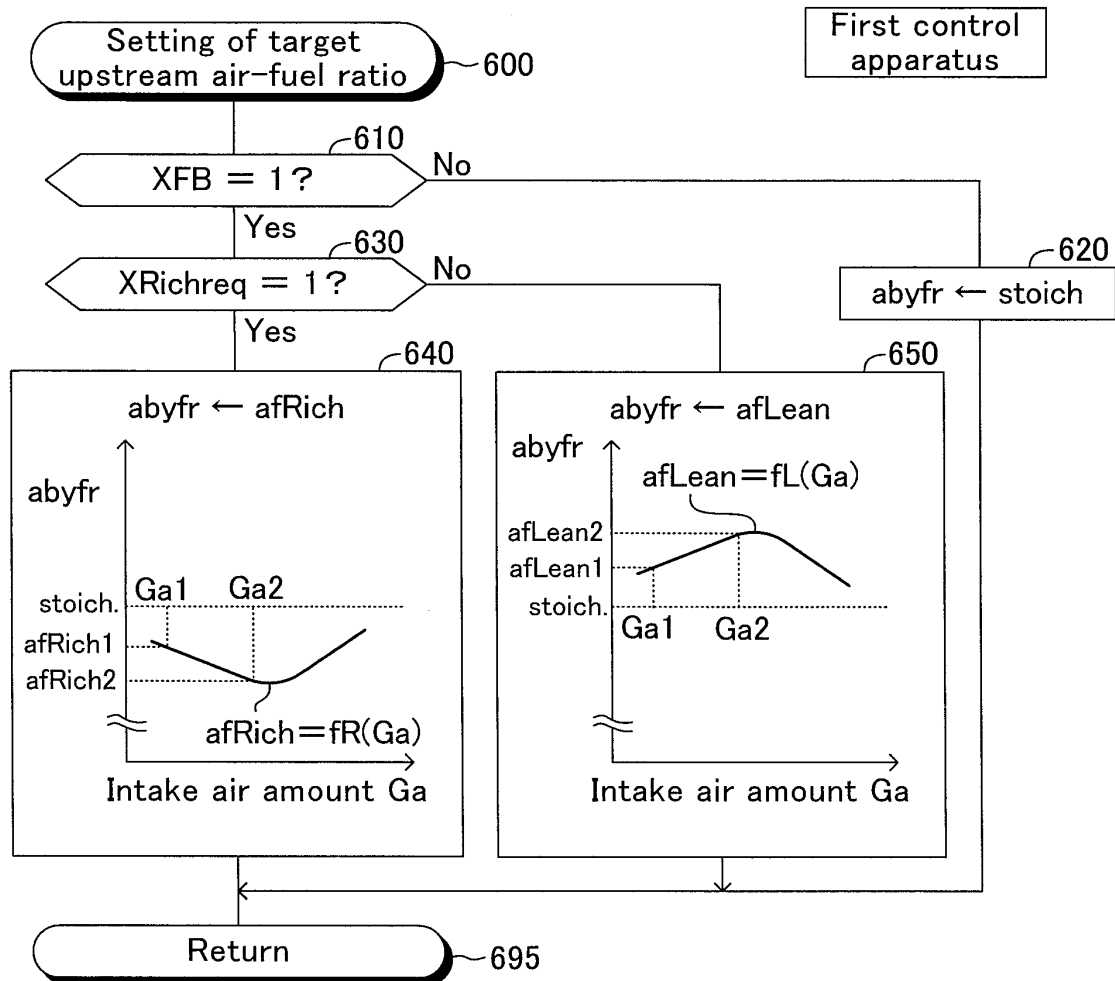 Setting of target
upstream air-fuel ratio
600
First control
apparatus
610
XFB = 1?
No
Yes
630
XRichreq = 1?
No
Yes
620
abyfr ← stoich
640
abyfr ← afRich
abyfr
Ga1
Ga2
stoich.
afRich1
afRich2
afRich=fR(Ga)
Intake air amount Ga
650
abyfr ← afLean
abyfr
afLean=fL(Ga)
afLean2
afLean1
stoich.
Ga1
Ga2
Intake air amount Ga
Return
695